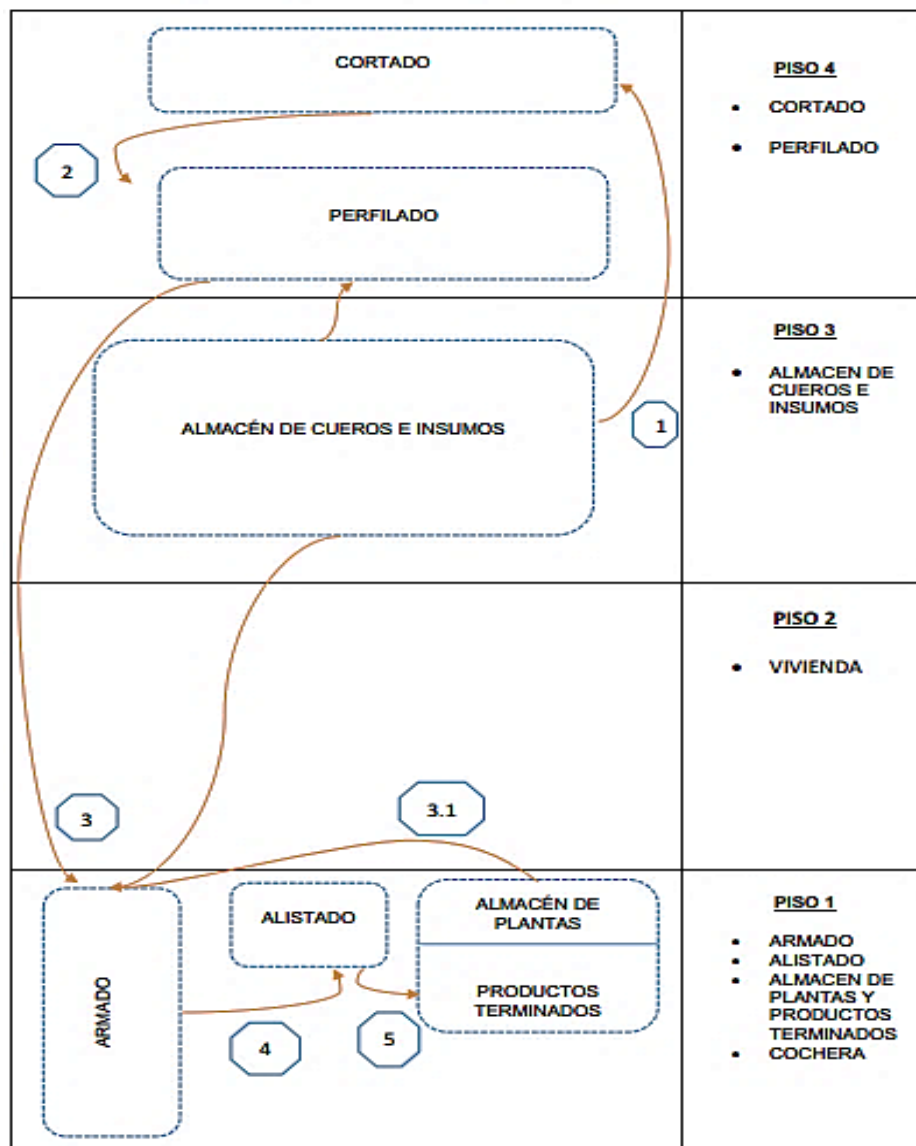 CORTADO
2
PERFILADO
PISO 4
• CORTADO
• PERFILADO
ALMACÉN DE CUEROS E INSUMOS
1
PISO 3
• ALMACEN DE
CUEROS E
INSUMOS
PISO 2
• VIVIENDA
3
3.1
ARMADO
ALISTADO
ALMACÉN DE
PLANTAS
PRODUCTOS
TERMINADOS
4
5
PISO 1
• ARMADO
• ALISTADO
• ALMACEN DE
PLANTAS Y
PRODUCTOS
TERMINADOS
• COCHERA